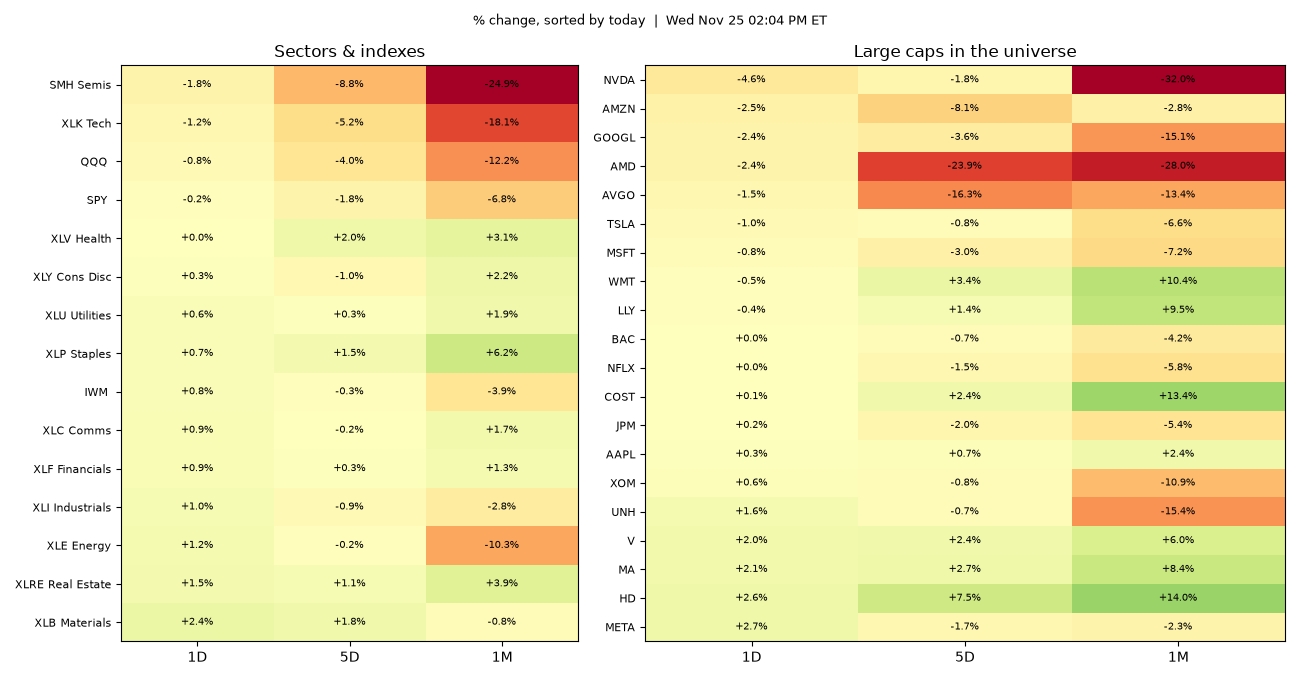 % change, sorted by today | Wed Nov 25 02:04 PM ET
Sectors & indexes
SMH Semis -1.8% -8.8% -24.9%
XLK Tech -1.2% -5.2% -18.1%
QQQ -0.8% -4.0% -12.2%
SPY -0.2% -1.8% -6.8%
XLV Health +0.0% +2.0% +3.1%
XLY Cons Disc +0.3% -1.0% +2.2%
XLU Utilities +0.6% +0.3% +1.9%
XLP Staples +0.7% +1.5% +6.2%
IWM +0.8% -0.3% -3.9%
XLC Comms +0.9% -0.2% +1.7%
XLF Financials +0.9% +0.3% +1.3%
XLI Industrials +1.0% -0.9% -2.8%
XLE Energy +1.2% -0.2% -10.3%
XLRE Real Estate +1.5% +1.1% +3.9%
XLB Materials +2.4% +1.8% -0.8%
1D 5D 1M
Large caps in the universe
NVDA -4.6% -1.8% -32.0%
AMZN -2.5% -8.1% -2.8%
GOOGL -2.4% -3.6% -15.1%
AMD -2.4% -23.9% -28.0%
AVGO -1.5% -16.3% -13.4%
TSLA -1.0% -0.8% -6.6%
MSFT -0.8% -3.0% -7.2%
WMT -0.5% +3.4% +10.4%
LLY -0.4% +1.4% +9.5%
BAC +0.0% -0.7% -4.2%
NFLX +0.0% -1.5% -5.8%
COST +0.1% +2.4% +13.4%
JPM +0.2% -2.0% -5.4%
AAPL +0.3% +0.7% +2.4%
XOM +0.6% -0.8% -10.9%
UNH +1.6% -0.7% -15.4%
V +2.0% +2.4% +6.0%
MA +2.1% +2.7% +8.4%
HD +2.6% +7.5% +14.0%
META +2.7% -1.7% -2.3%
1D 5D 1M